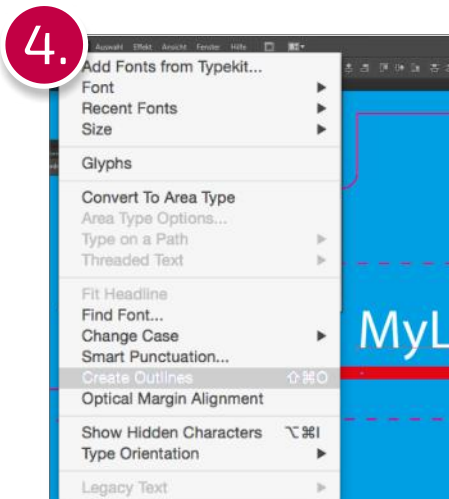 4.
Auswahl Effekt Ansicht Fenster Hilfe
Add Fonts from Typekit...
Font
Recent Fonts
Size
Glyphs
Convert To Area Type
Area Type Options...
Type on a Path
Threaded Text
Fit Headline
Find Font...
Change Case
Smart Punctuation...
Create Outlines ⇧⌘O
Optical Margin Alignment
Show Hidden Characters ⌥⌘I
Type Orientation
Legacy Text
MyL